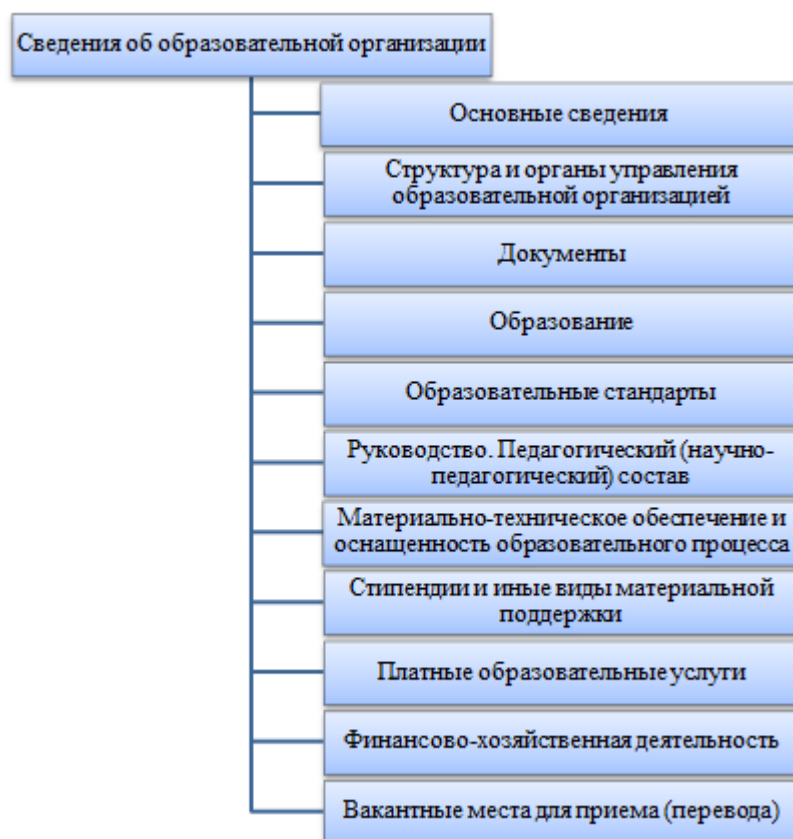 Сведения об образовательной организации
Основные сведения
Структура и органы управления
образовательной организацией
Документы
Образование
Образовательные стандарты
Руководство. Педагогический (научно-
педагогический) состав
Материально-техническое обеспечение и
оснащенность образовательного процесса
Стипендии и иные виды материальной
поддержки
Платные образовательные услуги
Финансово-хозяйственная деятельность
Вакантные места для приема (перевода)